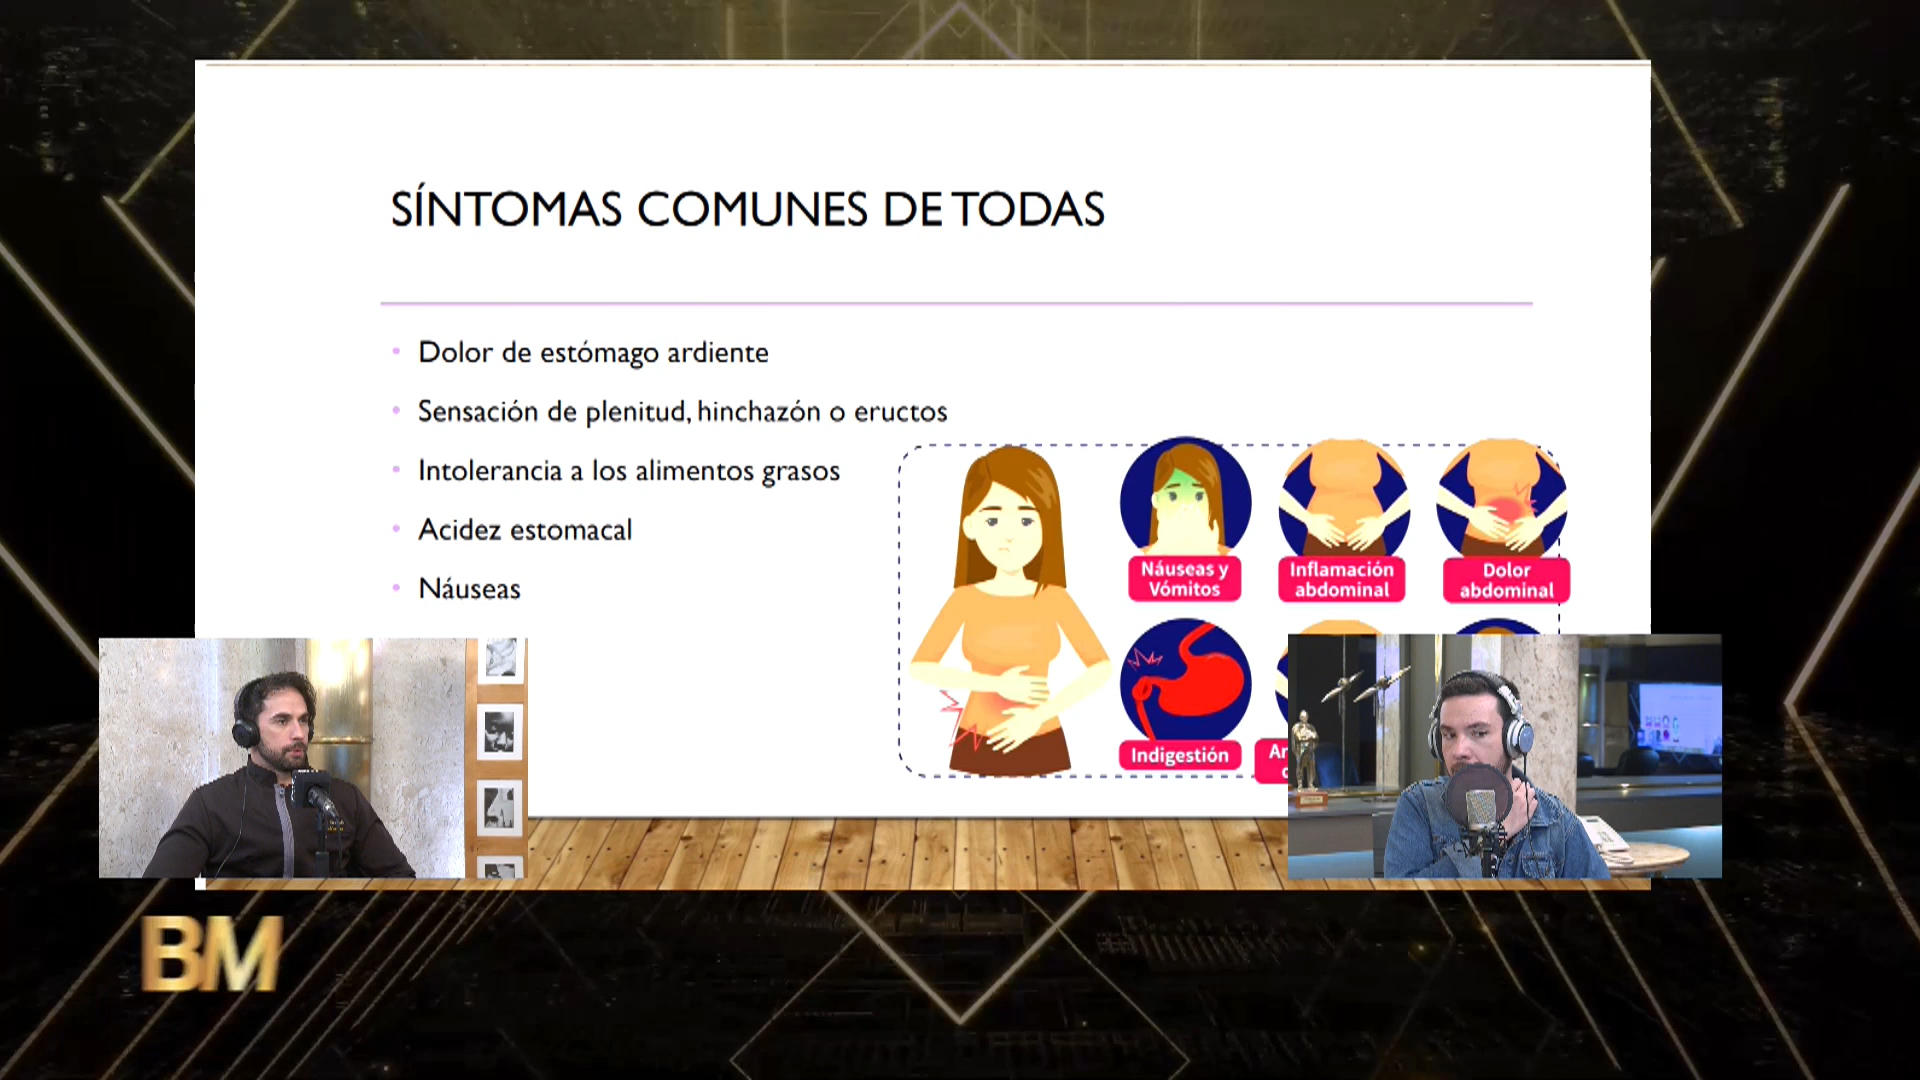 SÍNTOMAS COMUNES DE TODAS
• Dolor de estómago ardiente
• Sensación de plenitud, hinchazón o eructos
• Intolerancia a los alimentos grasos
• Acidez estomacal
• Náuseas
Náuseas y
Vómitos
Inflamación
abdominal
Dolor
abdominal
Indigestión
BM